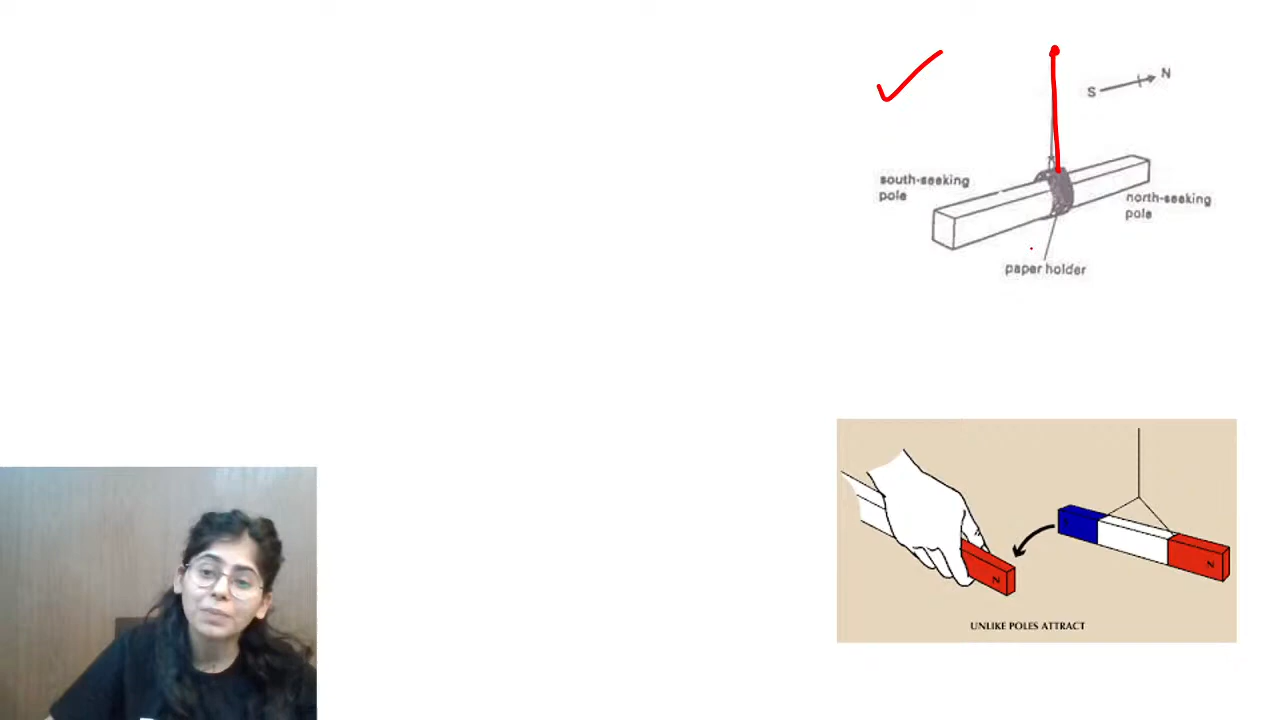 N
S
south-seeking
pole
north-seeking
pole
paper holder
N
N
UNLIKE POLES ATTRACT